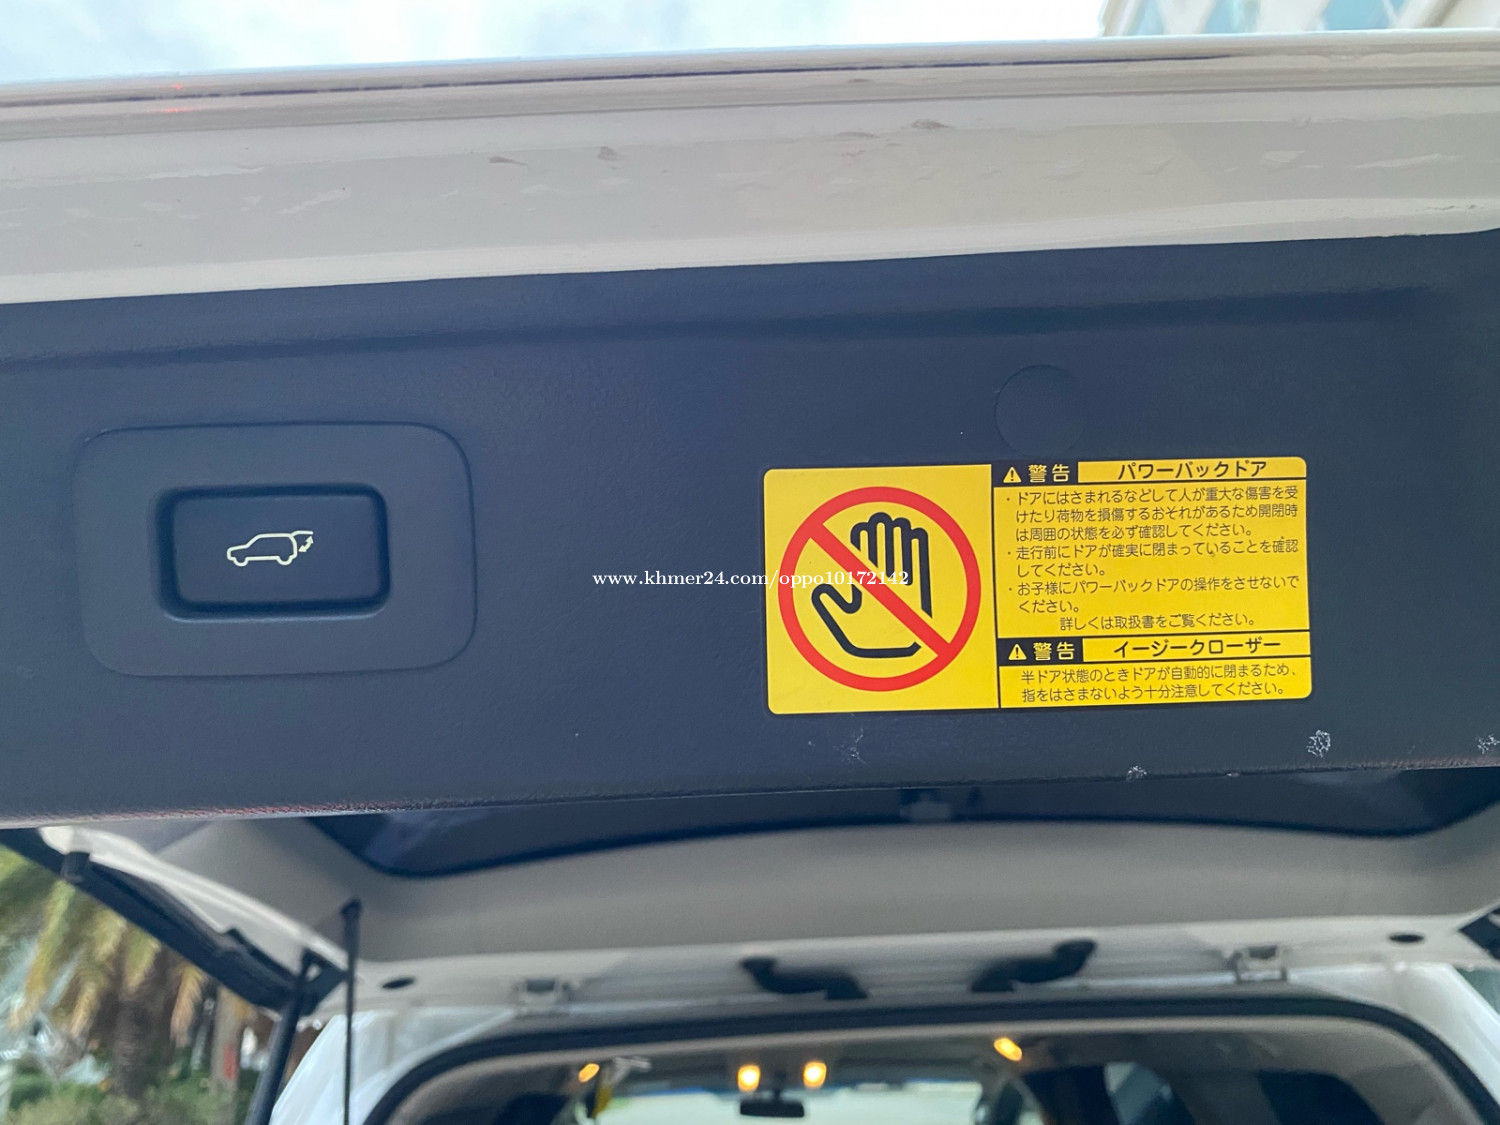 警告 パワーバックドア
・ドアにはさまれるなどして人が重大な傷害を受
けたり荷物を損傷するおそれがあるため開閉時
は周囲の状態を必ず確認してください。
・走行前にドアが確実に閉まっていることを確認
してください。
・お子様にパワーバックドアの操作をさせないで
ください。
詳しくは取扱書をご覧ください。
警告 イージークローザー
半ドア状態のときドアが自動的に閉まるため、
指をはさまないよう十分注意してください。
www.khmer24.com/oppo10172142